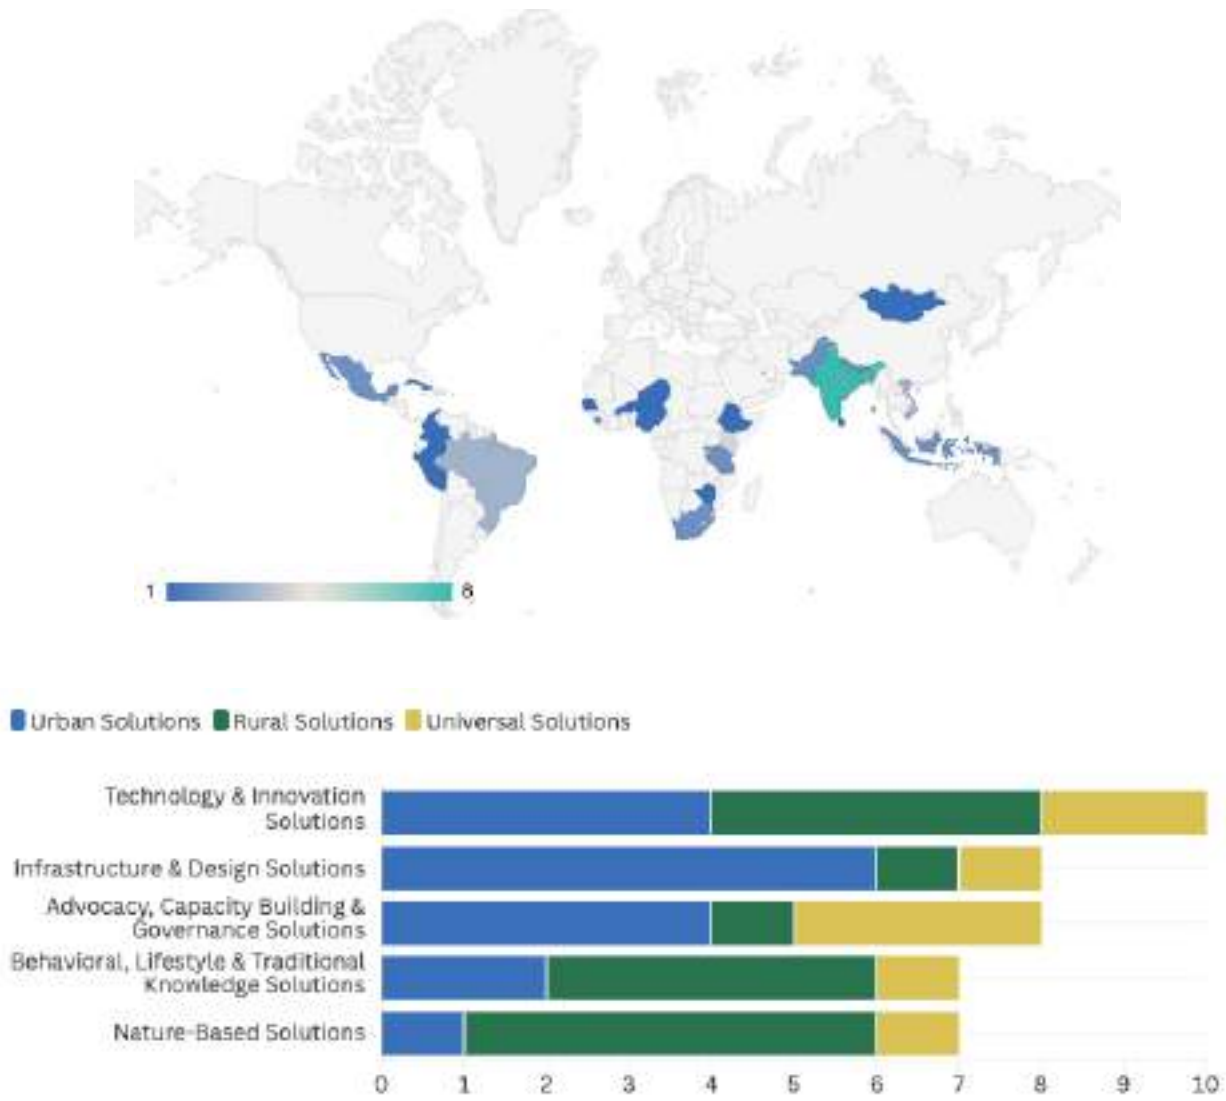 1 8
Urban Solutions Rural Solutions Universal Solutions
Technology & Innovation
Solutions
Infrastructure & Design Solutions
Advocacy, Capacity Building &
Governance Solutions
Behavioral, Lifestyle & Traditional
Knowledge Solutions
Nature-Based Solutions
0 1 2 3 4 5 6 7 8 9 10